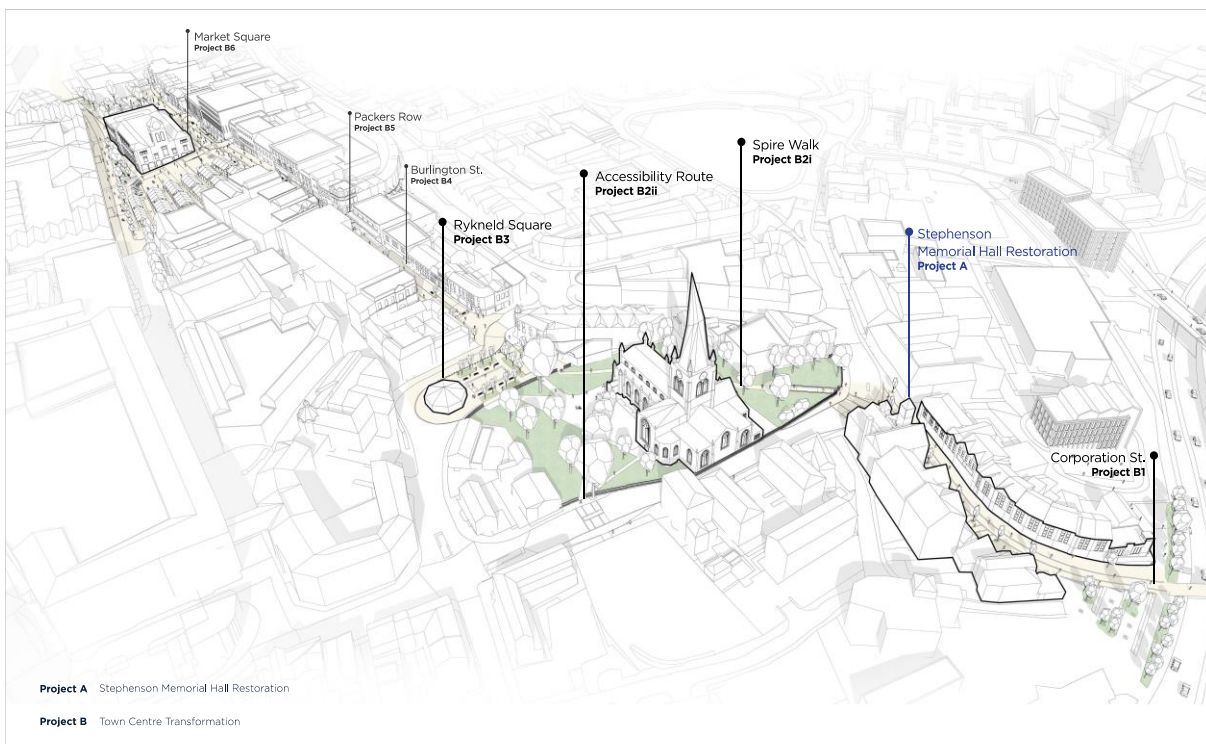 Market Square
Project B6
Packers Row
Project B5
Burlington St.
Project B4
Rykneld Square
Project B3
Accessibility Route
Project B2ii
Spire Walk
Project B2i
Stephenson
Memorial Hall Restoration
Project A
Corporation St.
Project B1
Project A Stephenson Memorial Hall Restoration
Project B Town Centre Transformation